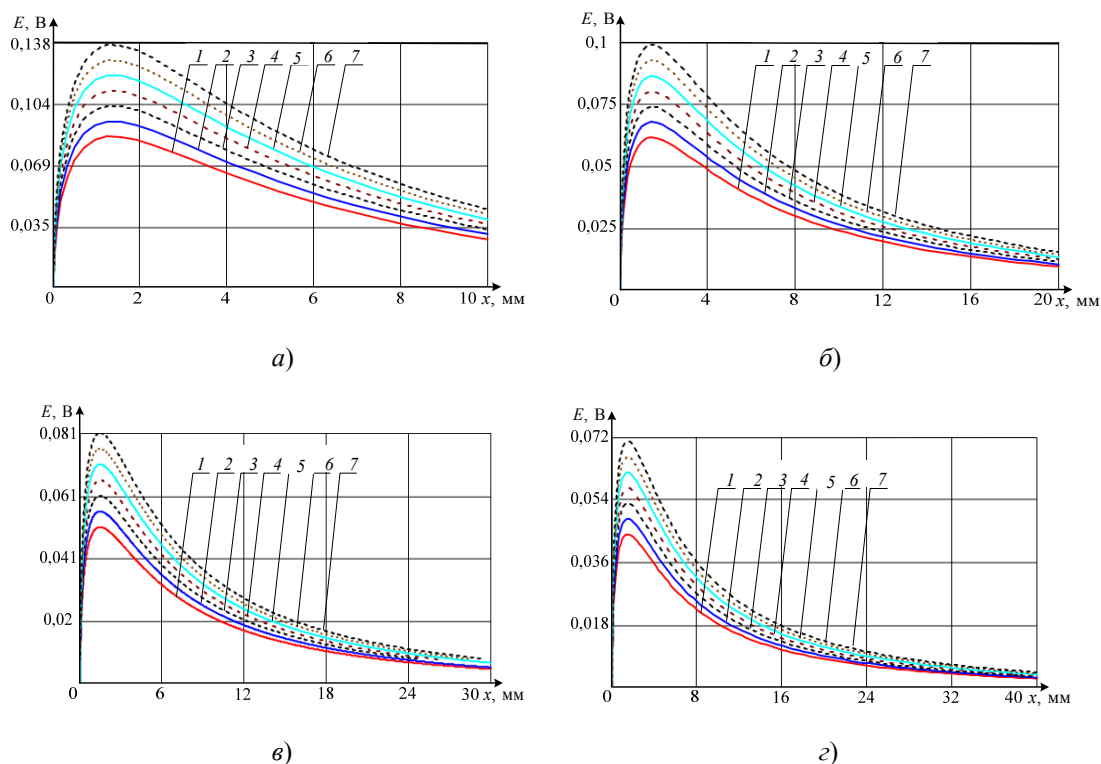 E, В
0,138
0,104
0,069
0,035
1 2 3 4 5 6 7
0 2 4 6 8 10 x, мм
а)
E, В
0,1
0,075
0,05
0,025
1 2 3 4 5 6 7
0 4 8 12 16 20 x, мм
б)
E, В
0,081
0,061
0,041
0,02
1 2 3 4 5 6 7
0 6 12 18 24 30 x, мм
в)
E, В
0,072
0,054
0,036
0,018
1 2 3 4 5 6 7
0 8 16 24 32 40 x, мм
г)